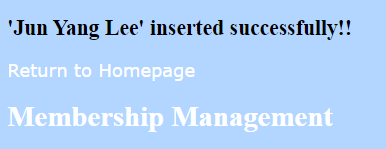 'Jun Yang Lee' inserted successfully!!
Return to Homepage
Membership Management